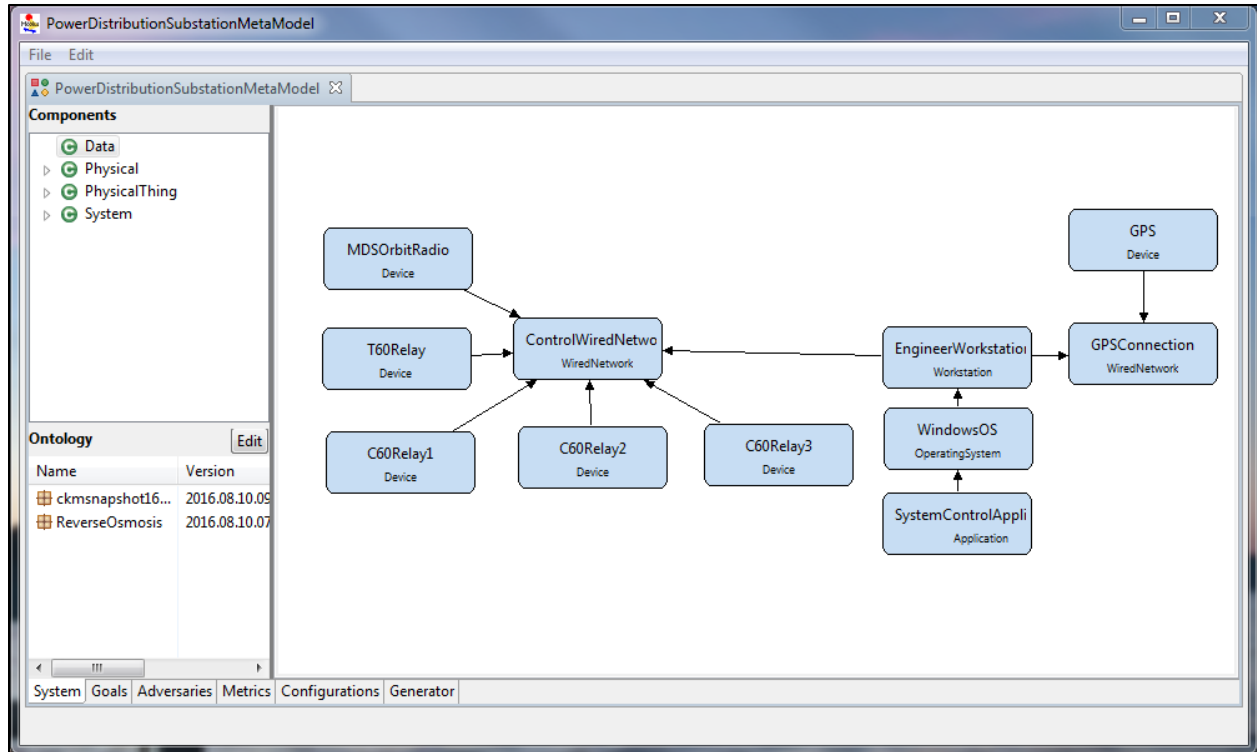 PowerDistributionSubstationMetaModel
File Edit
PowerDistributionSubstationMetaModel
Components
Data
Physical
PhysicalThing
System
Ontology Edit
Name Version
ckmsnapshot16... 2016.08.10.09
ReverseOsmosis 2016.08.10.07
MDSOrbitRadio
Device
T60Relay
Device
C60Relay1
Device
ControlWiredNetwo
WiredNetwork
C60Relay2
Device
C60Relay3
Device
EngineerWorkstation
Workstation
WindowsOS
OperatingSystem
SystemControlAppli
Application
GPS
Device
GPSConnection
WiredNetwork
System Goals Adversaries Metrics Configurations Generator